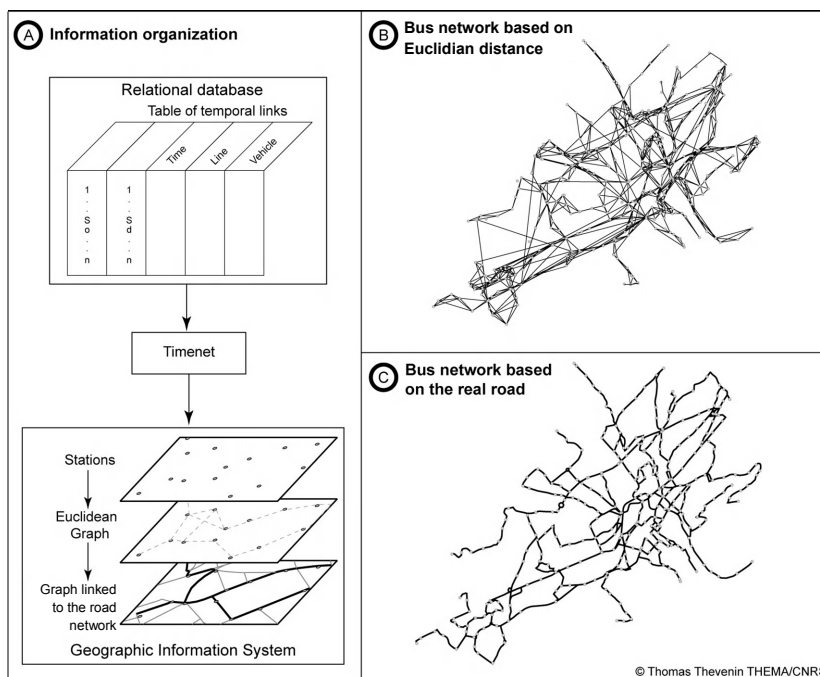 A Information organization
Relational database
Table of temporal links
Time
Line
Vehicle
1
.
.
So
.
.
n
1
.
.
Sd
.
.
n
Timenet
Stations
Euclidean
Graph
Graph linked
to the road
network
Geographic Information System
B Bus network based on
Euclidian distance
C Bus network based
on the real road
© Thomas Thevenin THEMA/CNRS